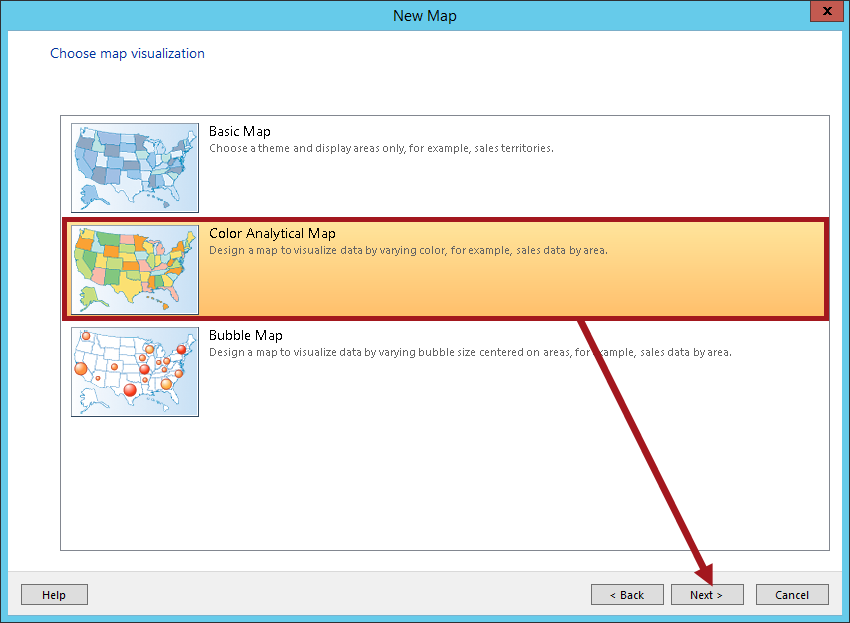 New Map
x
Choose map visualization
Basic Map
Choose a theme and display areas only, for example, sales territories.
Color Analytical Map
Design a map to visualize data by varying color, for example, sales data by area.
Bubble Map
Design a map to visualize data by varying bubble size centered on areas, for example, sales data by area.
Help
< Back
Next >
Cancel